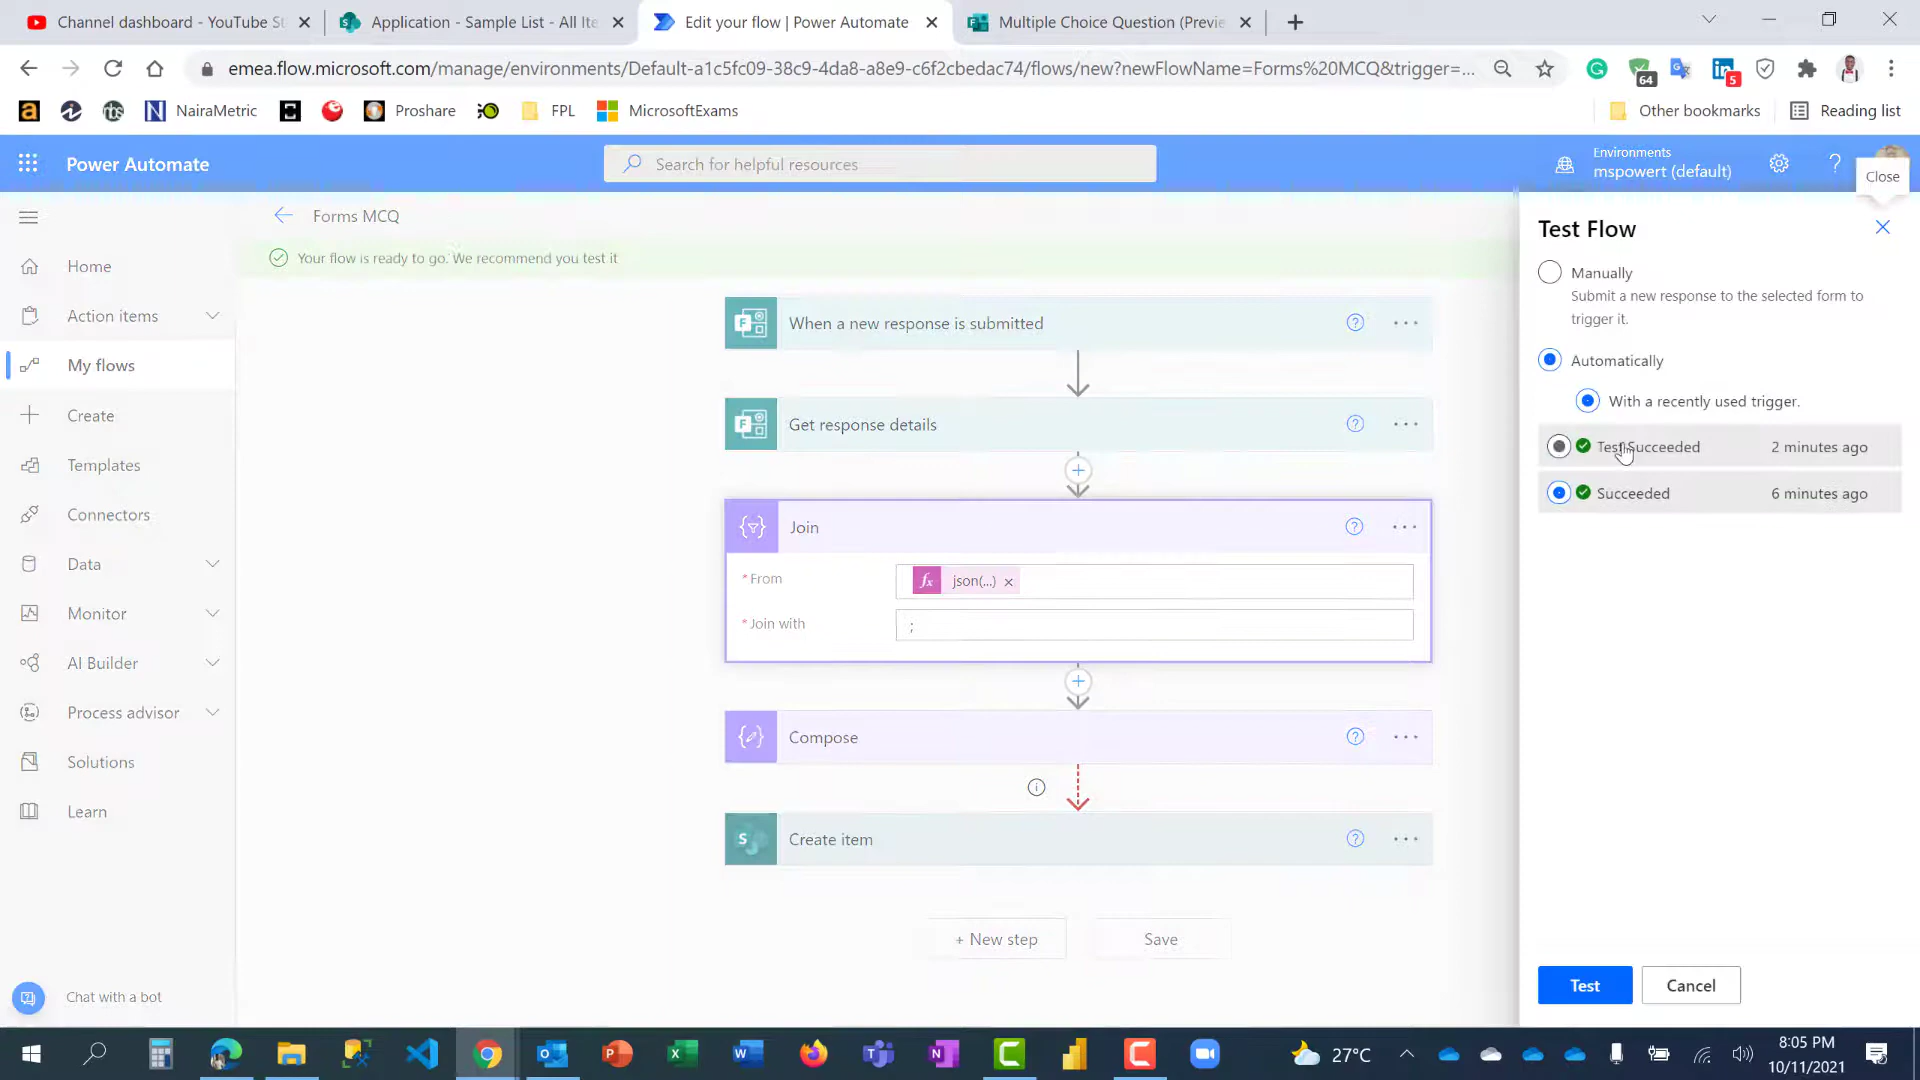 Channel dashboard - YouTube St
Application - Sample List - All Ite
Edit your flow | Power Automate
Multiple Choice Question (Previe
emea.flow.microsoft.com/manage/environments/Default-a1c5fc09-38c9-4da8-a8e9-c6f2cbedac74/flows/new?newFlowName=Forms%20MCQ&trigger=...
64
5
NairaMetric
Proshare
FPL
MicrosoftExams
Other bookmarks
Reading list
Power Automate
Search for helpful resources
Environments
mspowert (default)
Close
Forms MCQ
Your flow is ready to go. We recommend you test it
Home
Action items
My flows
Create
Templates
Connectors
Data
Monitor
AI Builder
Process advisor
Solutions
Learn
Chat with a bot
When a new response is submitted
Get response details
Join
* From
json(...)
* Join with
;
Compose
Create item
+ New step
Save
Test Flow
Manually
Submit a new response to the selected form to
trigger it.
Automatically
With a recently used trigger.
Test Succeeded
2 minutes ago
Succeeded
6 minutes ago
Test
Cancel
27°C
8:05 PM
10/11/2021